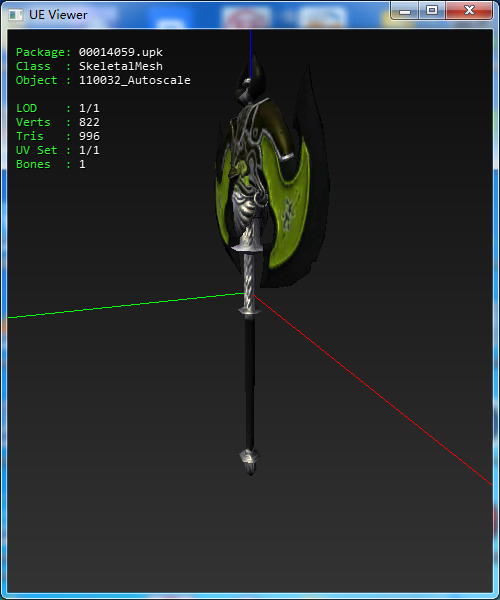 UE Viewer
Package: 00014059.upk
Class : SkeletalMesh
Object : 110032_Autoscale
LOD : 1/1
Verts : 822
Tris : 996
UV Set : 1/1
Bones : 1